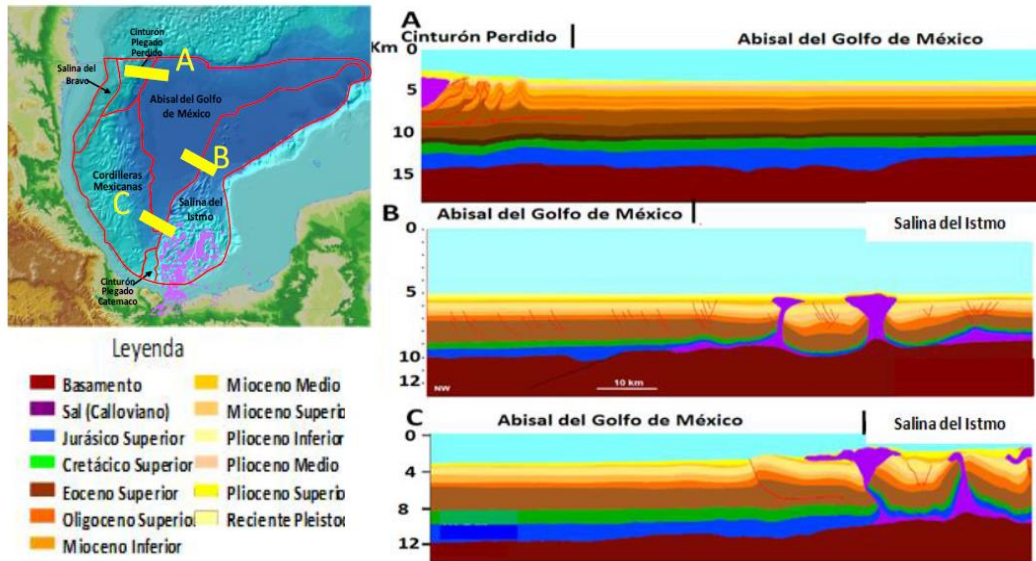 Cinturón
Plegado
Perdido
A
Salina del
Bravo
Abisal del Golfo
de México
B
Cordilleras
Mexicanas
C
Salina del
Istmo
Cinturón
Plegado
Catemaco
Leyenda
Basamento
Sal (Calloviano)
Jurásico Superior
Cretácico Superior
Eoceno Superior
Oligoceno Superior
Mioceno Inferior
Mioceno Medio
Mioceno Superio
Plioceno Inferior
Plioceno Medio
Plioceno Superio
Reciente Pleisto
A
Cinturón Perdido
Abisal del Golfo de México
Km
0
5
10
15
B
Abisal del Golfo de México
Salina del Istmo
0
5
10
12
NW
10 km
C
Abisal del Golfo de México
Salina del Istmo
0
4
8
12